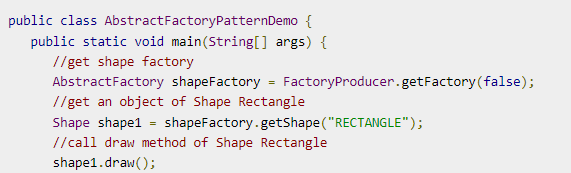 public class AbstractFactoryPatternDemo {
public static void main(String[] args) {
//get shape factory
AbstractFactory shapeFactory = FactoryProducer.getFactory(false);
//get an object of Shape Rectangle
Shape shape1 = shapeFactory.getShape("RECTANGLE");
//call draw method of Shape Rectangle
shape1.draw();